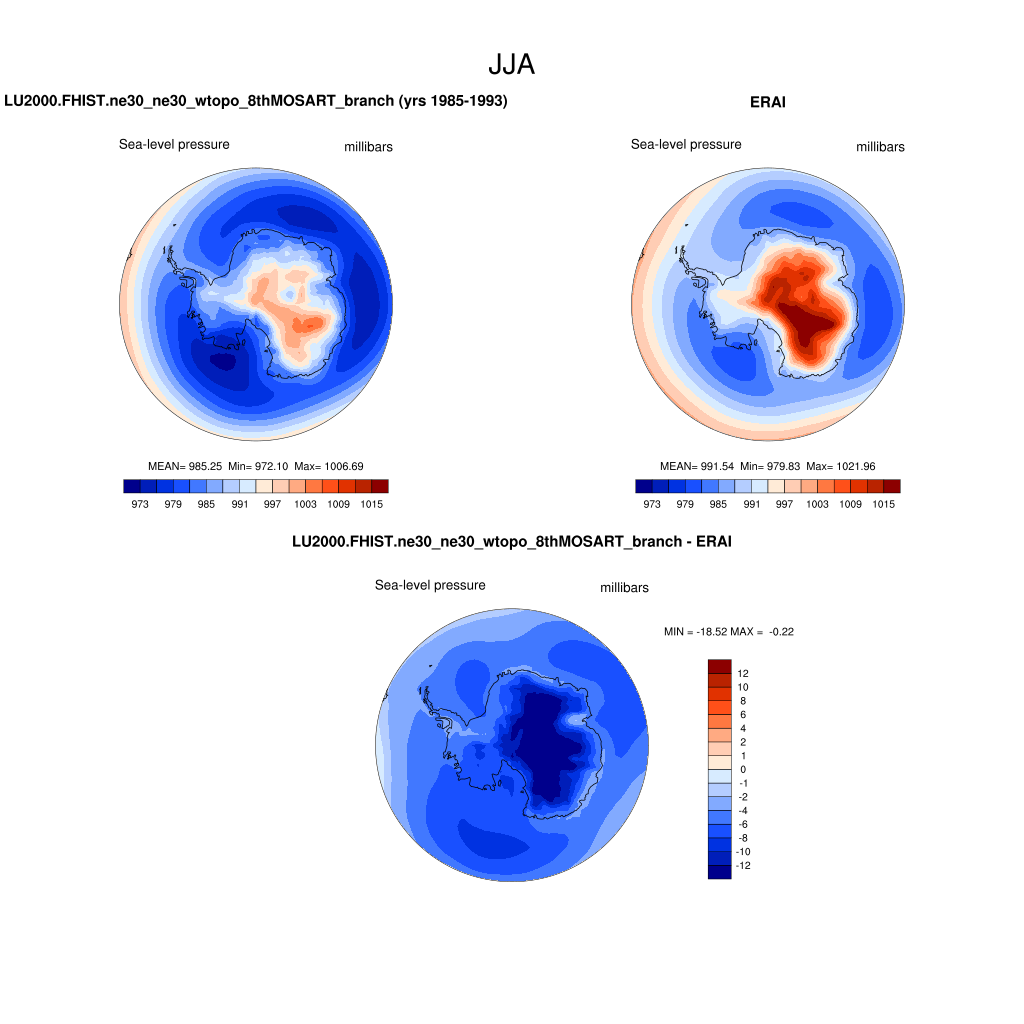 JJA
LU2000.FHIST.ne30_ne30_wtopo_8thMOSART_branch (yrs 1985-1993)
Sea-level pressure millibars
MEAN= 985.25 Min= 972.10 Max= 1006.69
973 979 985 991 997 1003 1009 1015
ERAI
Sea-level pressure millibars
MEAN= 991.54 Min= 979.83 Max= 1021.96
973 979 985 991 997 1003 1009 1015
LU2000.FHIST.ne30_ne30_wtopo_8thMOSART_branch - ERAI
Sea-level pressure millibars
MIN = -18.52 MAX = -0.22
12
10
8
6
4
2
1
0
-1
-2
-4
-6
-8
-10
-12